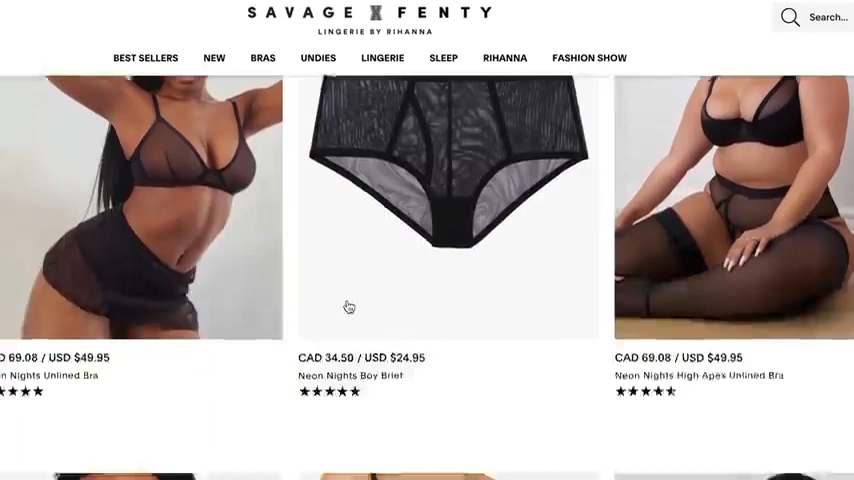 SAVAGE X FENTY
LINGERIE BY RIHANNA
Search...
BEST SELLERS NEW BRAS UNDIES LINGERIE SLEEP RIHANNA FASHION SHOW
69.08 / USD $49.95
CAD 34.50 / USD $24.95
CAD 69.08 / USD $49.95
Nights Unlined Bra
Neon Nights Boy Brief
Neon Nights High Apex Unlined Bra